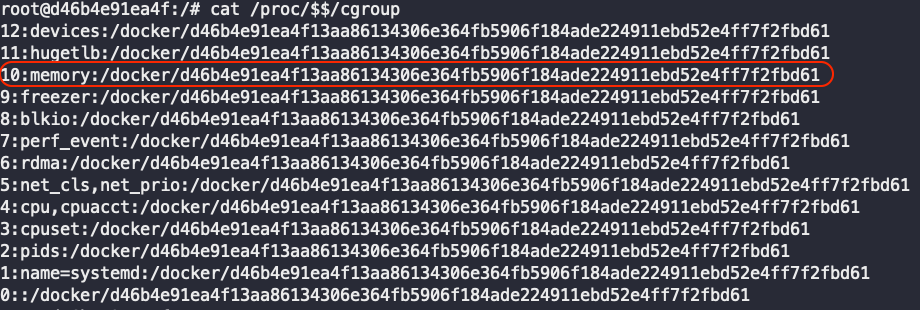 root@d46b4e91ea4f:/# cat /proc/$$/cgroup
12:devices:/docker/d46b4e91ea4f13aa86134306e364fb5906f184ade224911ebd52e4ff7f2fbd61
11:hugetlb:/docker/d46b4e91ea4f13aa86134306e364fb5906f184ade224911ebd52e4ff7f2fbd61
10:memory:/docker/d46b4e91ea4f13aa86134306e364fb5906f184ade224911ebd52e4ff7f2fbd61
9:freezer:/docker/d46b4e91ea4f13aa86134306e364fb5906f184ade224911ebd52e4ff7f2fbd61
8:blkio:/docker/d46b4e91ea4f13aa86134306e364fb5906f184ade224911ebd52e4ff7f2fbd61
7:perf_event:/docker/d46b4e91ea4f13aa86134306e364fb5906f184ade224911ebd52e4ff7f2fbd61
6:rdma:/docker/d46b4e91ea4f13aa86134306e364fb5906f184ade224911ebd52e4ff7f2fbd61
5:net_cls,net_prio:/docker/d46b4e91ea4f13aa86134306e364fb5906f184ade224911ebd52e4ff7f2fbd61
4:cpu,cpuacct:/docker/d46b4e91ea4f13aa86134306e364fb5906f184ade224911ebd52e4ff7f2fbd61
3:cpuset:/docker/d46b4e91ea4f13aa86134306e364fb5906f184ade224911ebd52e4ff7f2fbd61
2:pids:/docker/d46b4e91ea4f13aa86134306e364fb5906f184ade224911ebd52e4ff7f2fbd61
1:name=systemd:/docker/d46b4e91ea4f13aa86134306e364fb5906f184ade224911ebd52e4ff7f2fbd61
0::/docker/d46b4e91ea4f13aa86134306e364fb5906f184ade224911ebd52e4ff7f2fbd61